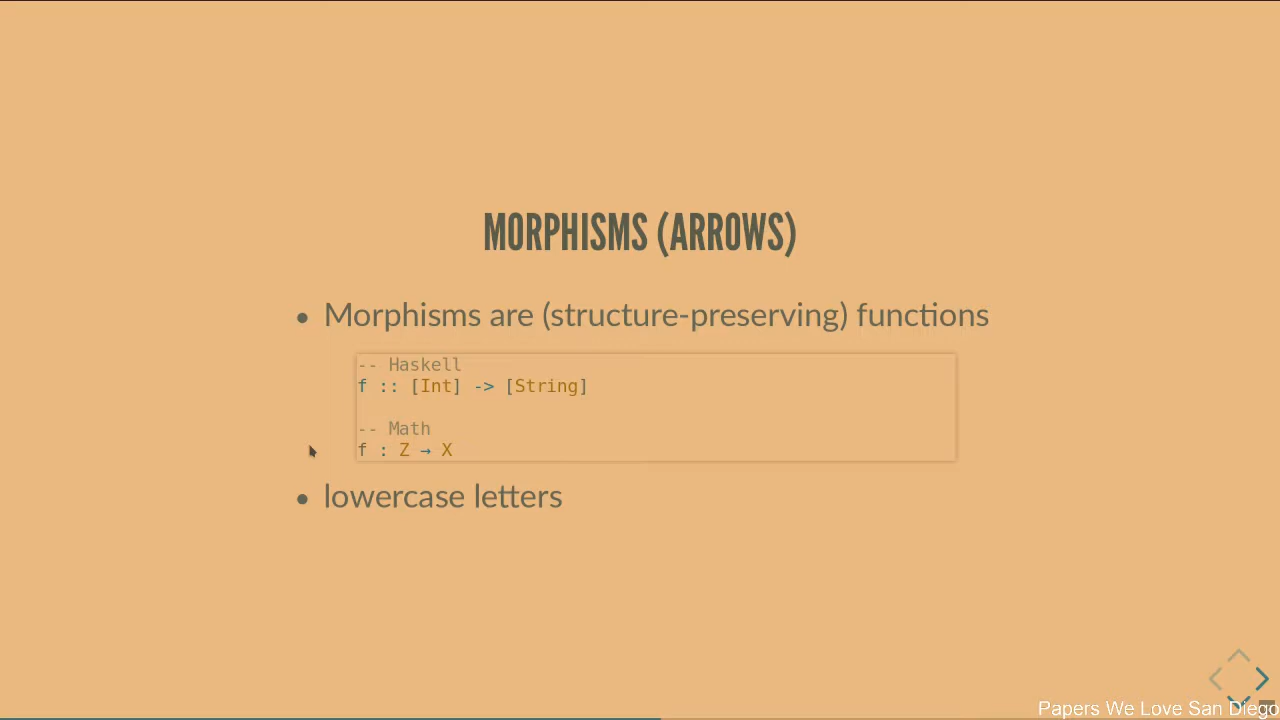 MORPHISMS (ARROWS)
• Morphisms are (structure-preserving) functions
-- Haskell
f :: [Int] -> [String]
-- Math
f : Z → X
• lowercase letters
Papers We Love San Diego